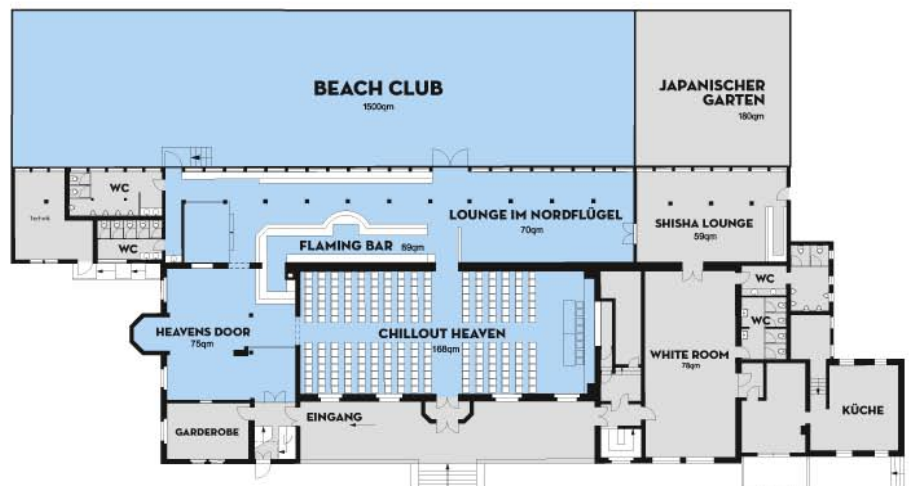 BEACH CLUB
1500qm
JAPANISCHER
GARTEN
180qm
WC
Technik
WC
LOUNGE IM NORDFLÜGEL
70qm
FLAMING BAR 89qm
SHISHA LOUNGE
59qm
HEAVENS DOOR
75qm
CHILLOUT HEAVEN
168qm
WC
WC
WHITE ROOM
78qm
EINGANG
GARDEROBE
KÜCHE